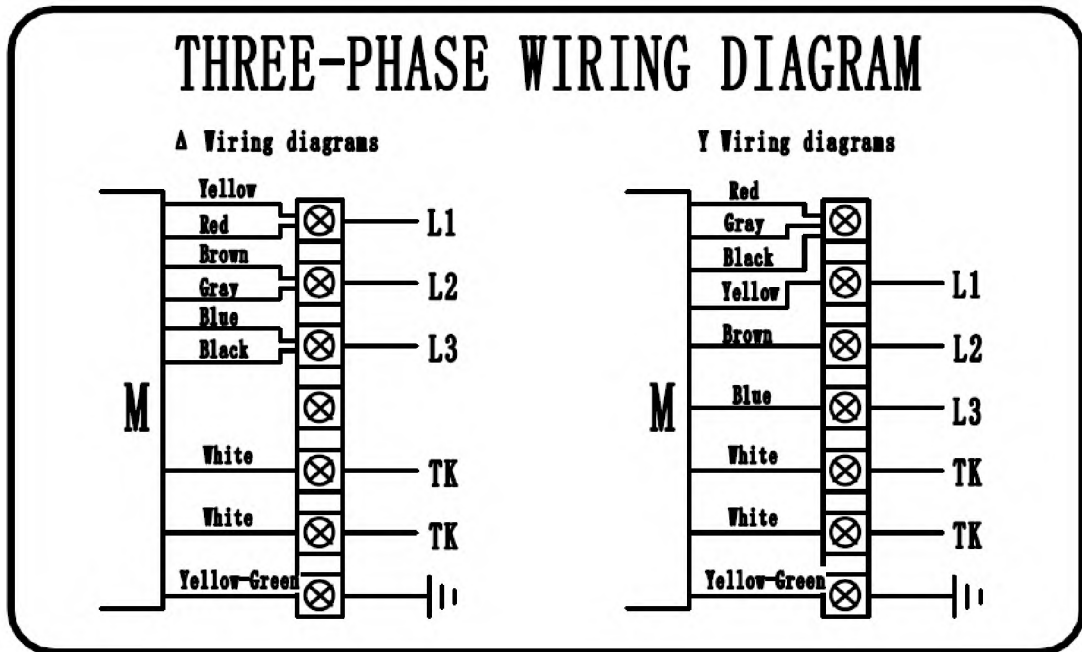 THREE-PHASE WIRING DIAGRAM
Δ Wiring diagrams
Yellow
Red
L1
Brown
Gray
L2
Blue
Black
L3
M
White
TK
White
TK
Yellow-Green
Y Wiring diagrams
Red
Gray
Black
Yellow
L1
Brown
L2
Blue
L3
M
White
TK
White
TK
Yellow-Green